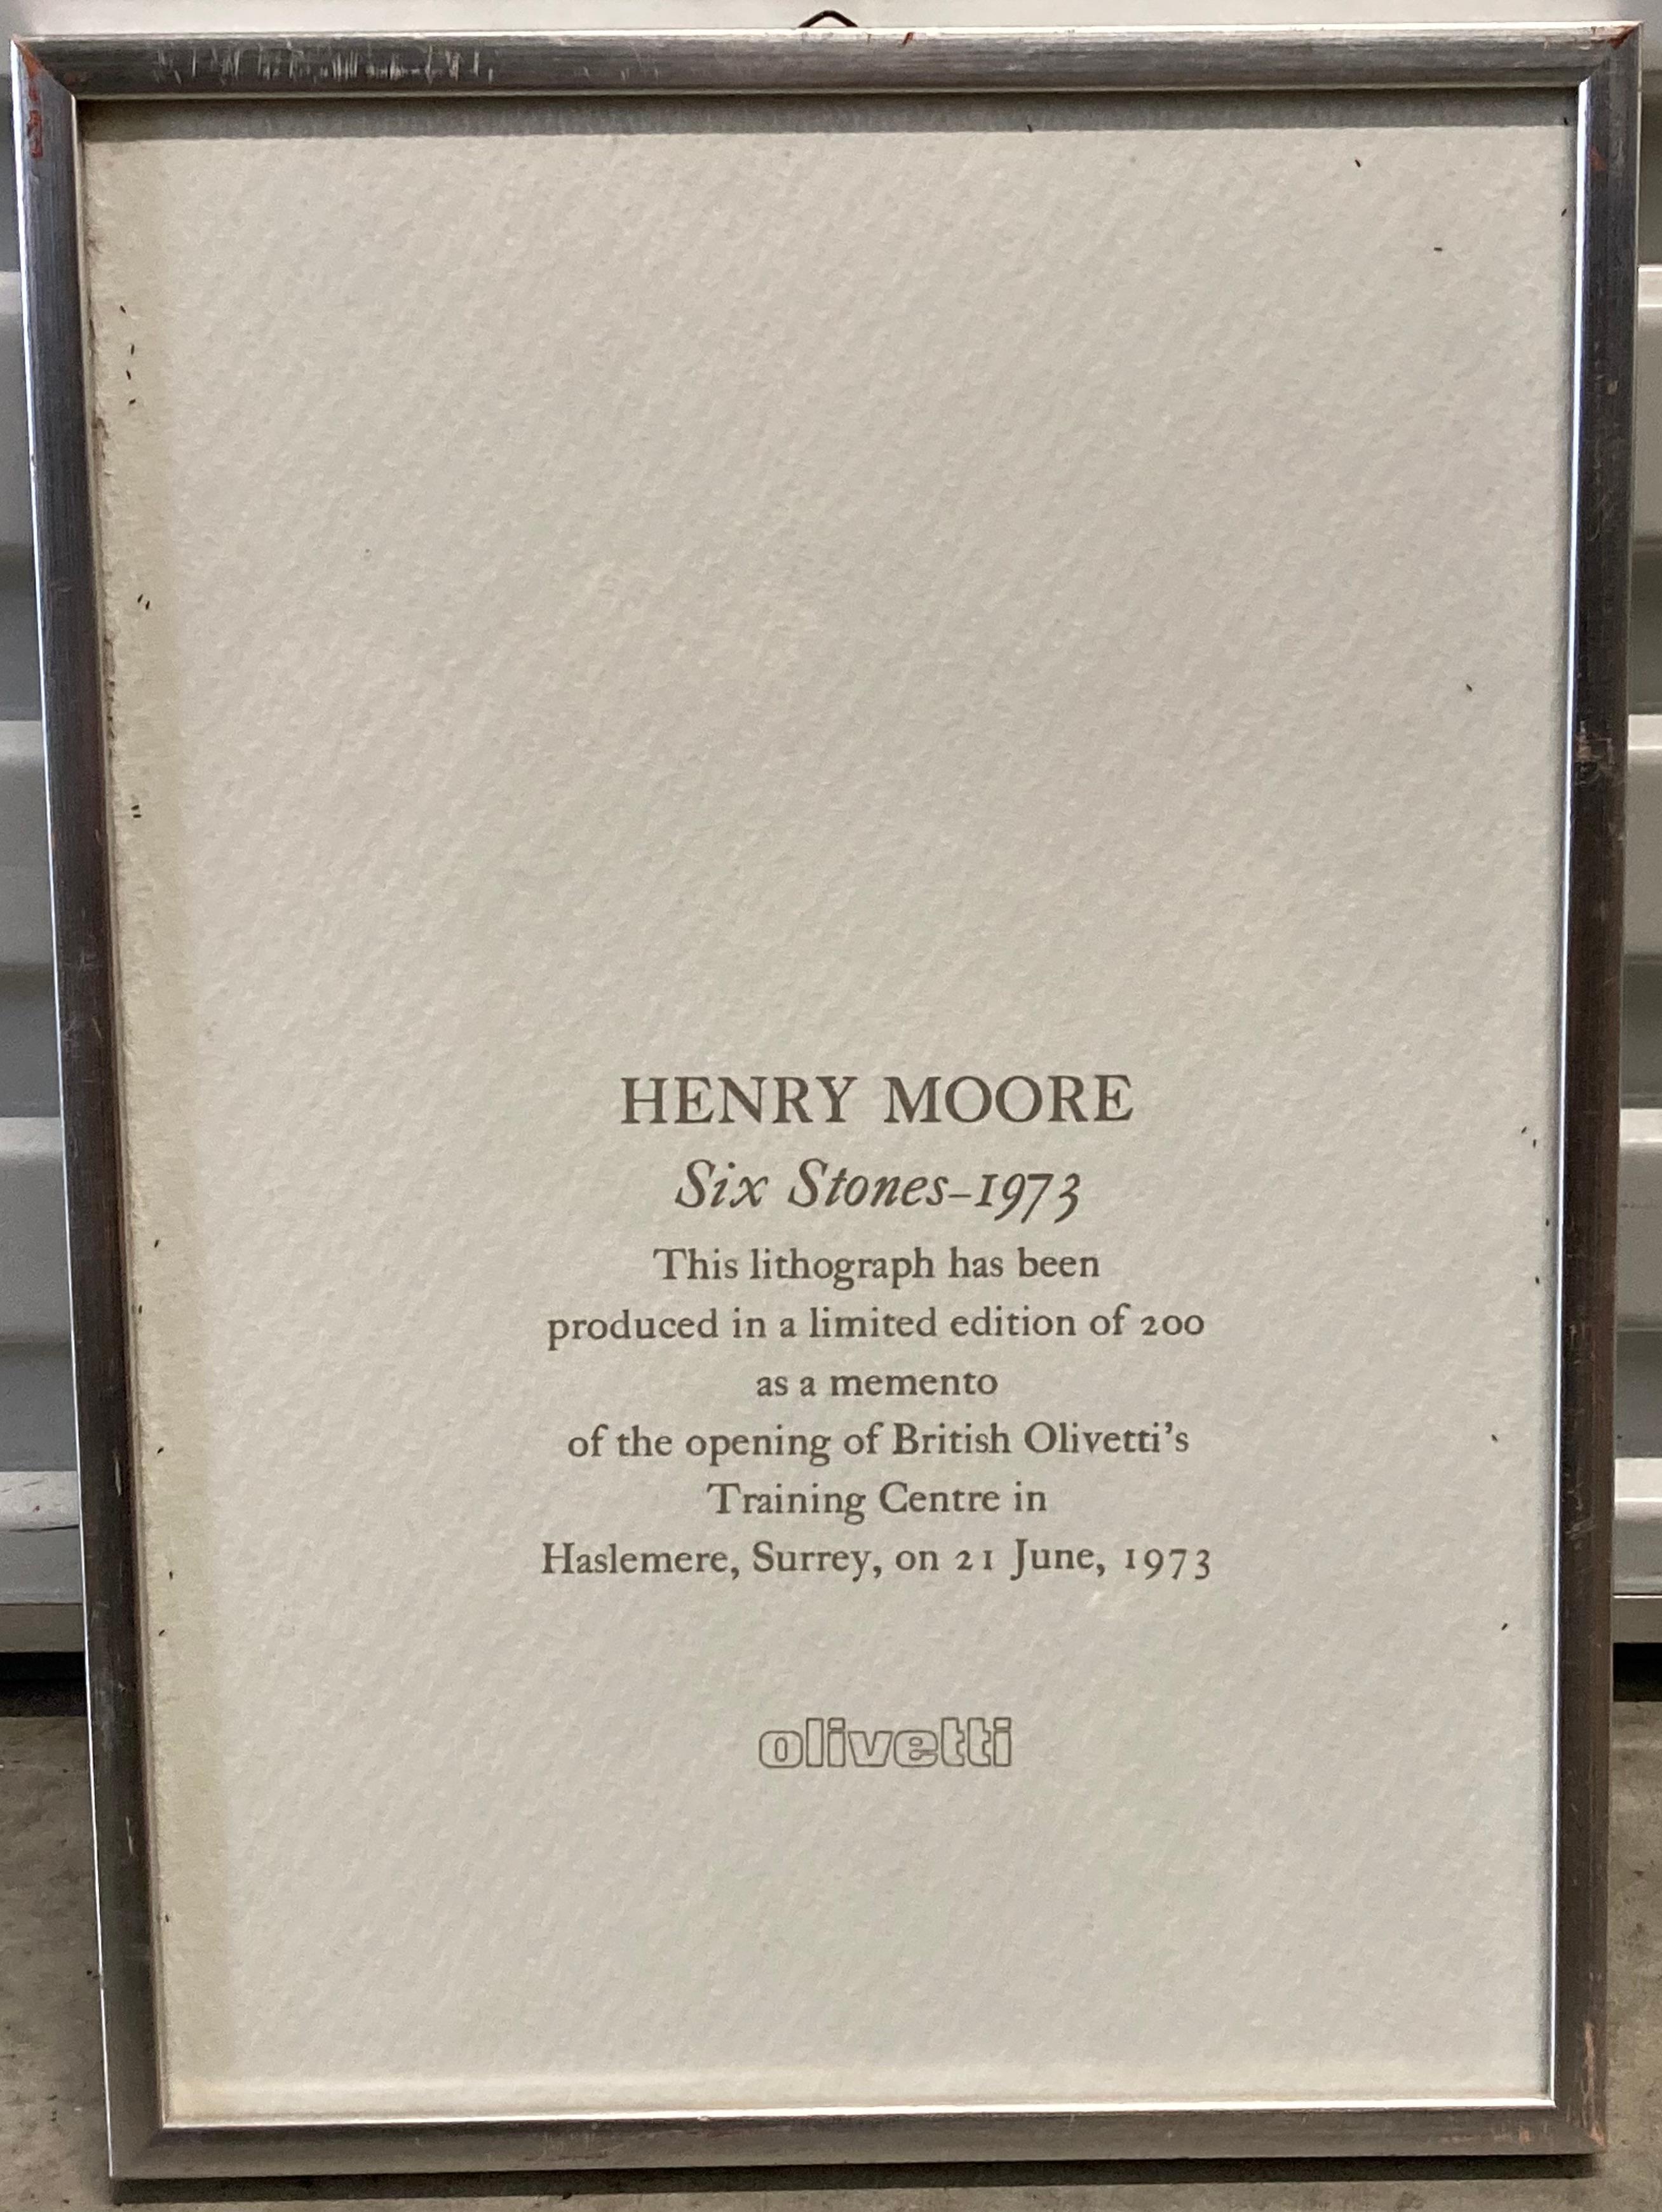 HENRY MOORE
Six Stones–1973
This lithograph has been
produced in a limited edition of 200
as a memento
of the opening of British Olivetti's
Training Centre in
Haslemere, Surrey, on 21 June, 1973
olivetti